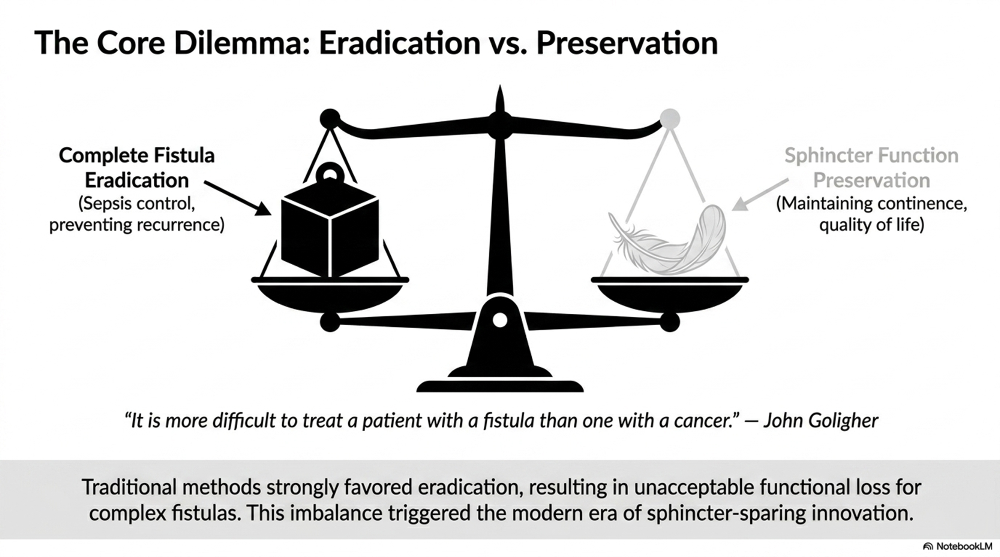 The Core Dilemma: Eradication vs. Preservation
Complete Fistula
Eradication
(Sepsis control,
preventing recurrence)
Sphincter Function
Preservation
(Maintaining continence,
quality of life)
“It is more difficult to treat a patient with a fistula than one with a cancer.” — John Goligher
Traditional methods strongly favored eradication, resulting in unacceptable functional loss for
complex fistulas. This imbalance triggered the modern era of sphincter-sparing innovation.
NotebookLM